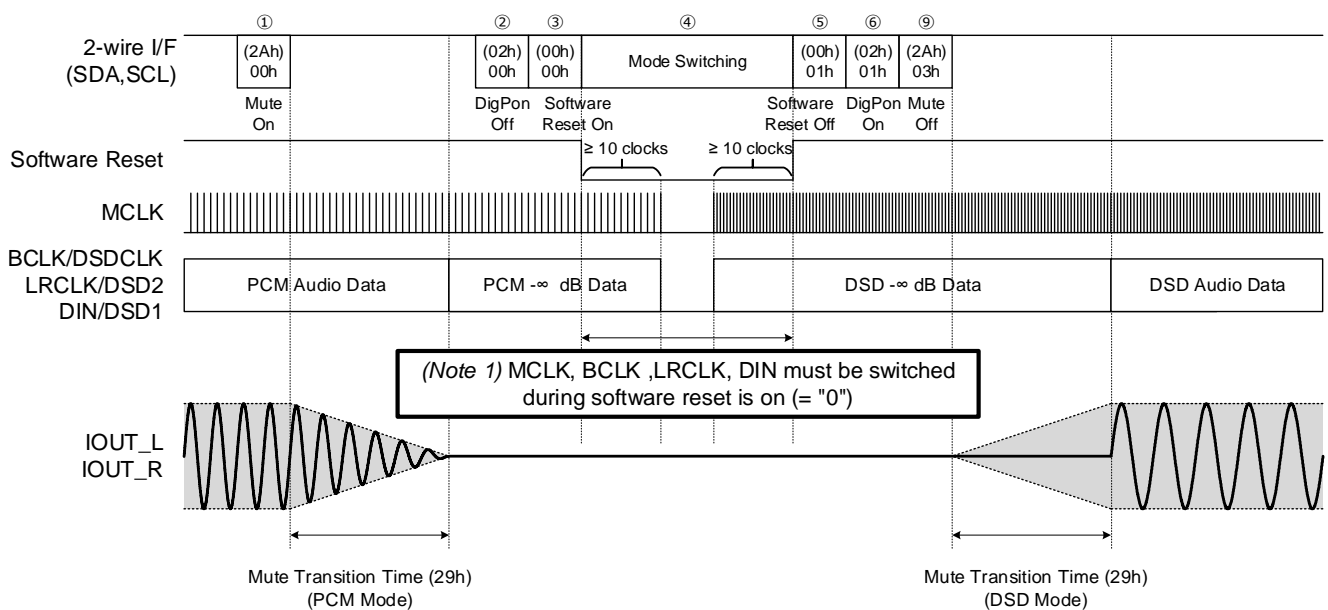 ① ② ③ ④ ⑤ ⑥ ⑨
2-wire I/F
(SDA,SCL)
(2Ah)
00h
(02h)
00h
(00h)
00h
Mode Switching
(00h)
01h
(02h)
01h
(2Ah)
03h
Mute
On
DigPon
Off
Software
Reset On
Software
Reset Off
DigPon
On
Mute
Off
Software Reset
≥ 10 clocks
≥ 10 clocks
MCLK
BCLK/DSDCLK
LRCLK/DSD2
DIN/DSD1
PCM Audio Data
PCM -∞ dB Data
DSD -∞ dB Data
DSD Audio Data
(Note 1) MCLK, BCLK ,LRCLK, DIN must be switched
during software reset is on (= "0")
IOUT_L
IOUT_R
Mute Transition Time (29h)
(PCM Mode)
Mute Transition Time (29h)
(DSD Mode)